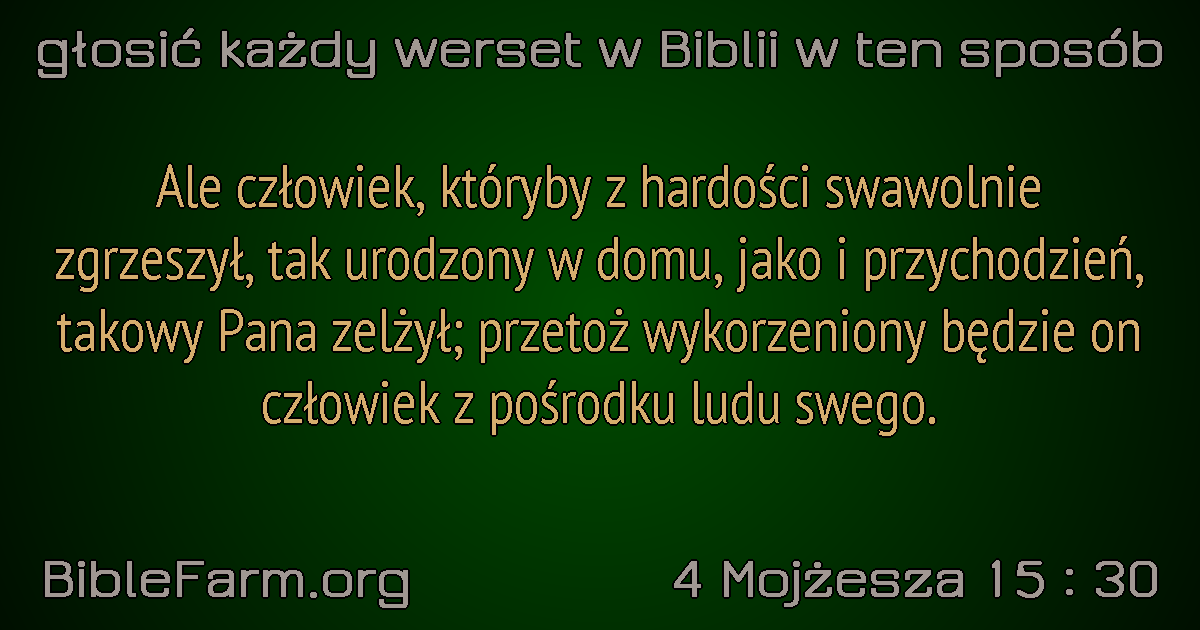 głosić każdy werset w Biblii w ten sposób
Ale człowiek, któryby z hardości swawolnie
zgrzeszył, tak urodzony w domu, jako i przychodzień,
takowy Pana zelżył; przetoż wykorzeniony będzie on
człowiek z pośrodku ludu swego.
BibleFarm.org
4 Mojżesza 15 : 30